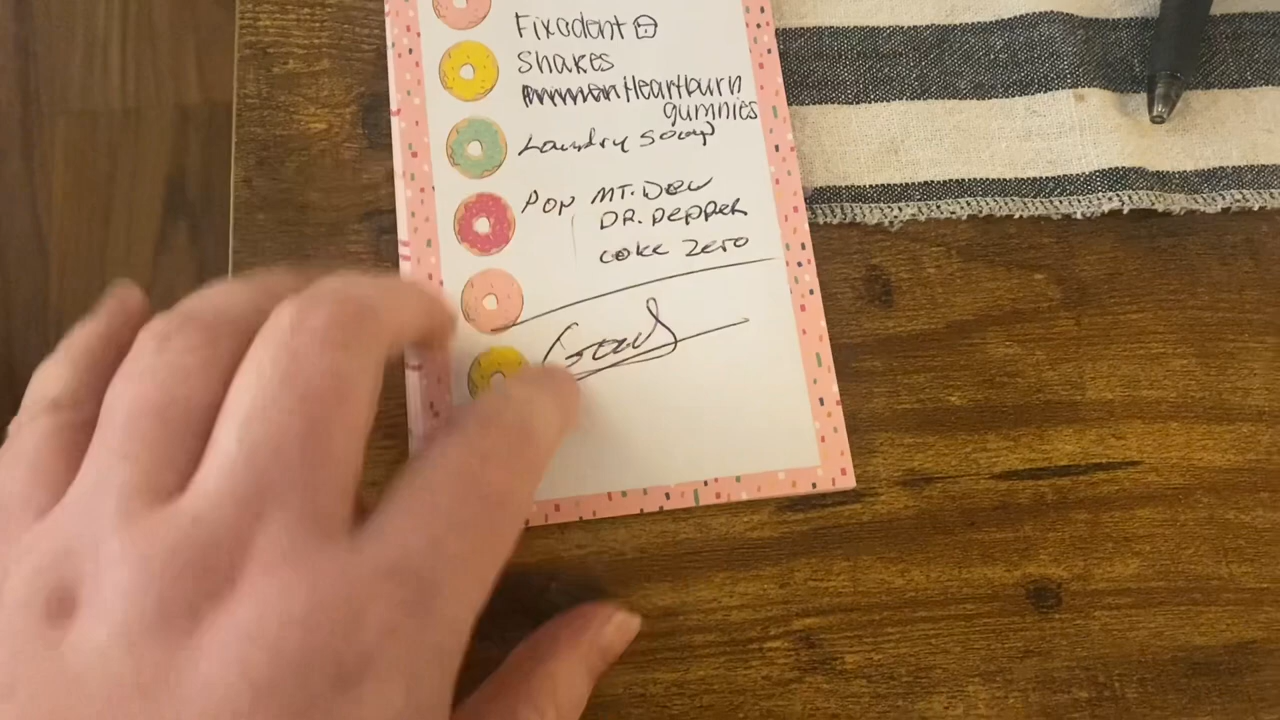 Fixodent
Shakes
Heartburn
gummies
Laundry soap
POP MT. Dew
DR. Pepper
coke zero